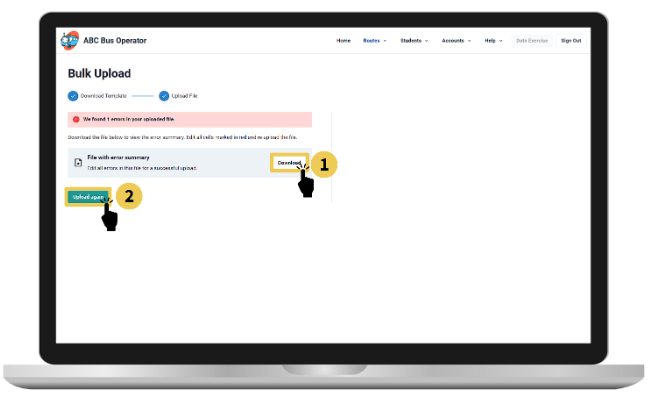 ABC Bus Operator
Home Routes Students Accounts Help Data Exercise Sign Out
Bulk Upload
Download Template Upload File
We found 1 errors in your uploaded file.
Download the file below to view the error summary. Edit all cells marked in red and re upload the file.
File with error summary
Edit all errors in this file for a successful upload.
Download
1
Upload again
2